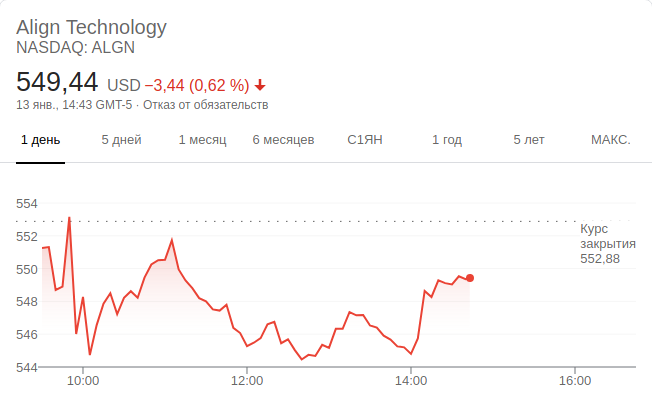 Align Technology
NASDAQ: ALGN
549,44 USD −3,44 (0,62 %)
13 янв., 14:43 GMT-5 · Отказ от обязательств
1 день 5 дней 1 месяц 6 месяцев С1ЯН 1 год 5 лет МАКС.
554
552
550
548
546
544
Курс
закрытия
552,88
10:00 12:00 14:00 16:00